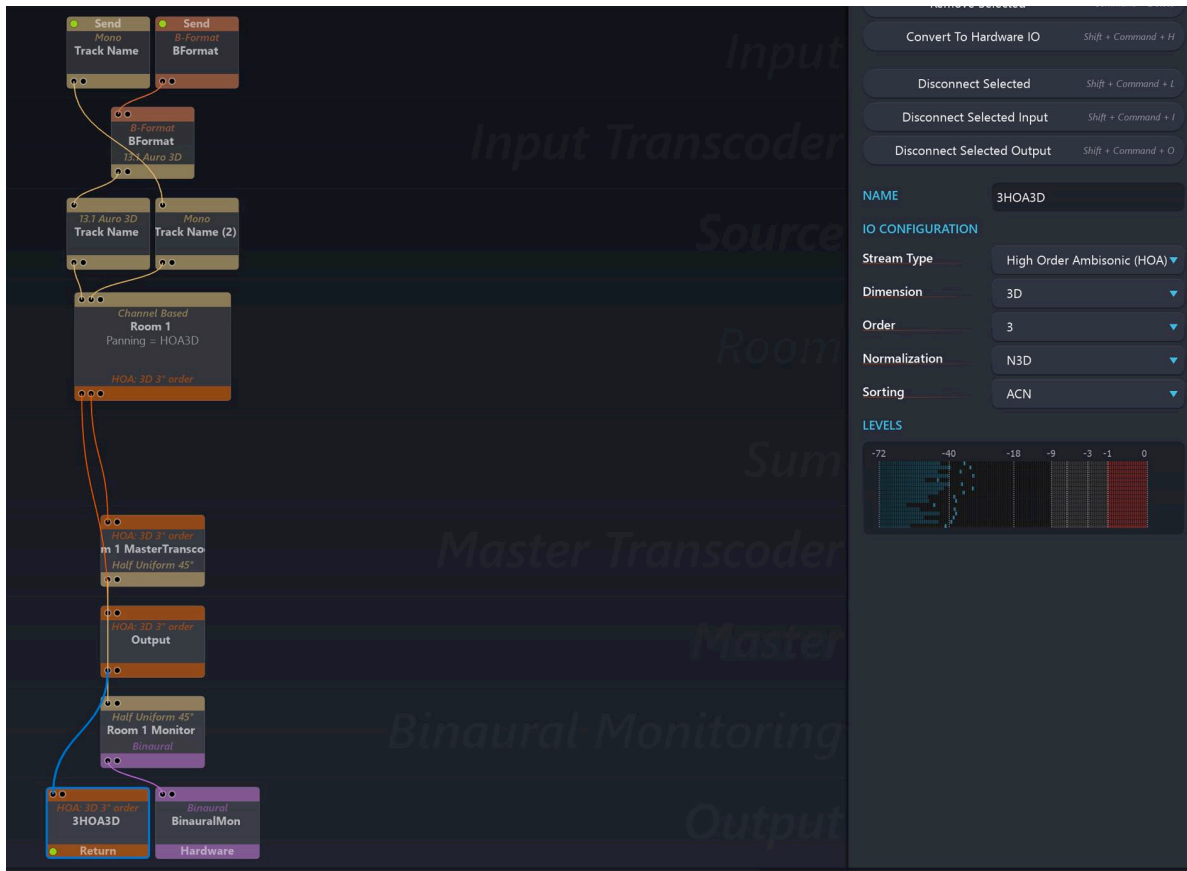 Send Send
Mono B-Format
Track Name BFormat
Input
B-Format
BFormat
13.1 Auro 3D
Input Transcoder
13.1 Auro 3D Mono
Track Name Track Name (2)
Source
Channel Based
Room 1
Panning = HOA3D
HOA: 3D 3° order
Room
Sum
HOA: 3D 3° order
m 1 MasterTransco
Half Uniform 45°
Master Transcoder
HOA: 3D 3° order
Output
Master
Half Uniform 45°
Room 1 Monitor
Binaural
Binaural Monitoring
HOA: 3D 3° order Binaural
3HOA3D BinauralMon
Return Hardware
Output
Remove Selected
Convert To Hardware IO Shift + Command + H
Disconnect Selected Shift + Command + L
Disconnect Selected Input Shift + Command + I
Disconnect Selected Output Shift + Command + O
NAME 3HOA3D
IO CONFIGURATION
Stream Type High Order Ambisonic (HOA)
Dimension 3D
Order 3
Normalization N3D
Sorting ACN
LEVELS
-72 -40 -18 -9 -3 -1 0